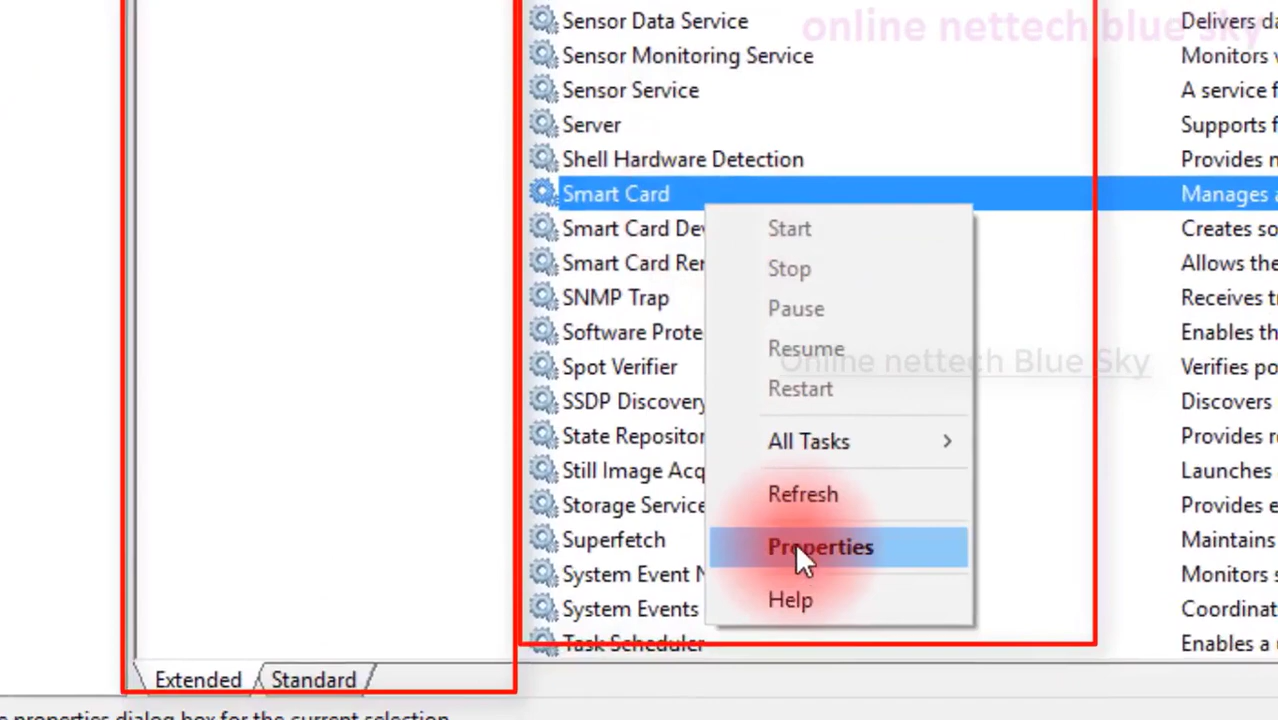 Sensor Data Service Delivers da
online nettech blue sky
Sensor Monitoring Service Monitors
Sensor Service A service f
Server Supports f
Shell Hardware Detection Provides
Smart Card Manages a
Smart Card Dev Creates so
Smart Card Rem Allows the
SNMP Trap Receives
Software Prote Enables th
Spot Verifier Verifies po
SSDP Discovery Discovers
State Repositor Provides
Still Image Acq Launches
Storage Service Provides e
Superfetch Maintains
System Event Monitors s
System Events Coordinat
Task Scheduler Enables a
Start
Stop
Pause
Resume
Online nettech Blue Sky
Restart
All Tasks
Refresh
Properties
Help
Extended Standard
properties dialog box for the current selection